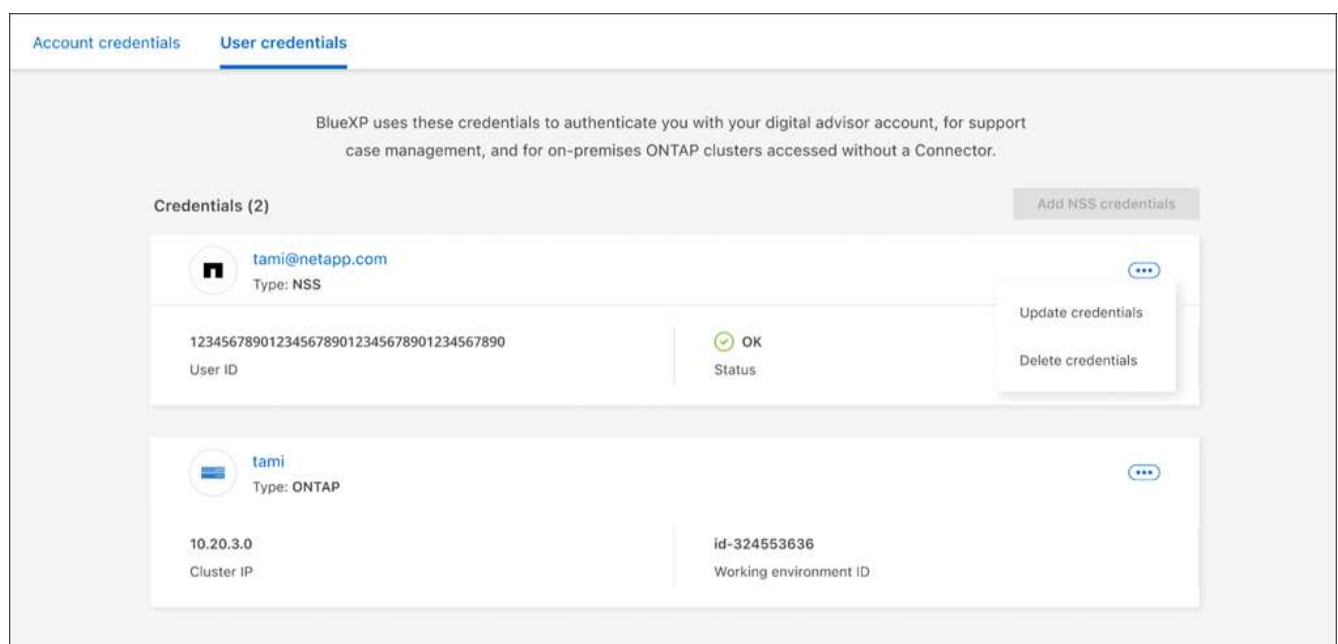 Account credentials
User credentials
BlueXP uses these credentials to authenticate you with your digital advisor account, for support
case management, and for on-premises ONTAP clusters accessed without a Connector.
Credentials (2)
Add NSS credentials
tami@netapp.com
Type: NSS
Update credentials
Delete credentials
1234567890123456789012345678901234567890
User ID
OK
Status
tami
Type: ONTAP
10.20.3.0
Cluster IP
id-324553636
Working environment ID